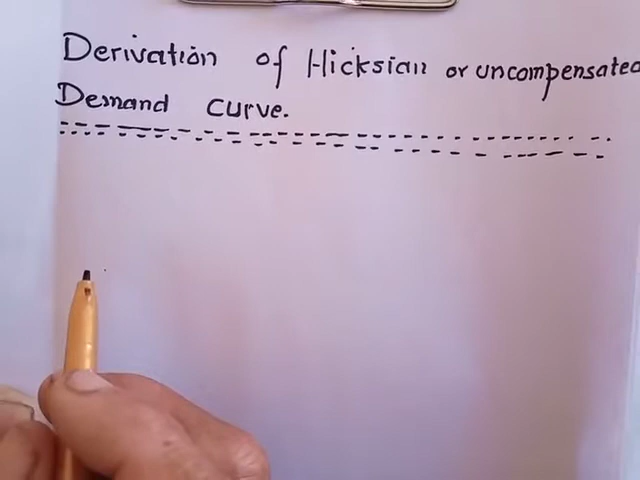 Derivation of Hicksian or uncompensated
Demand curve.